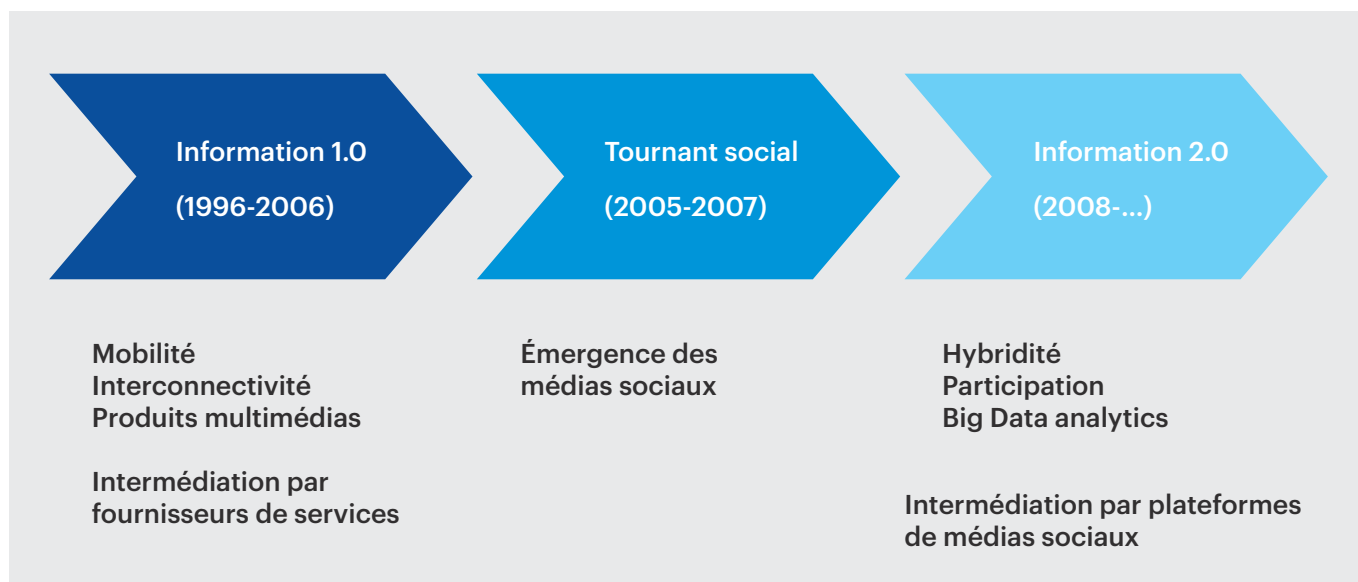 Information 1.0
(1996-2006)
Tournant social
(2005-2007)
Information 2.0
(2008-...)
Mobilité
Interconnectivité
Produits multimédias
Intermédiation par
fournisseurs de services
Émergence des
médias sociaux
Hybridité
Participation
Big Data analytics
Intermédiation par plateformes
de médias sociaux